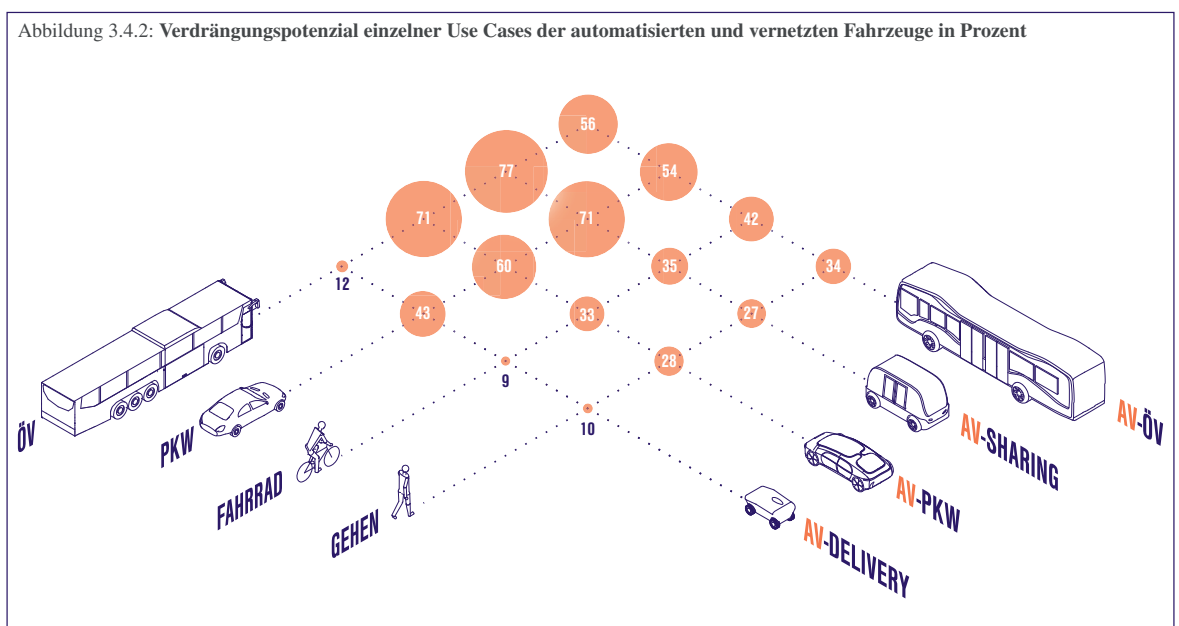 Abbildung 3.4.2: Verdrängungspotenzial einzelner Use Cases der automatisierten und vernetzten Fahrzeuge in Prozent
56
77
54
71
71
42
12
60
35
34
43
33
27
9
28
10
ÖV
PKW
FAHRRAD
GEHEN
AV-DELIVERY
AV-PKW
AV-SHARING
AV-ÖV